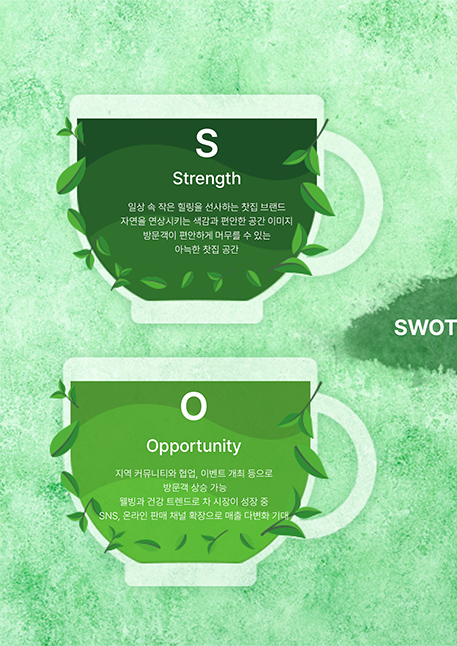 S
Strength
일상 속 작은 힐링을 선사하는 찻집 브랜드
자연을 연상시키는 색감과 편안한 공간 이미지
방문객이 편안하게 머무를 수 있는
아늑한 찻집 공간
SWOT
O
Opportunity
지역 커뮤니티와 협업, 이벤트 개최 등으로
방문객 상승 가능
웰빙과 건강 트렌드로 차 시장이 성장 중
SNS, 온라인 판매 채널 확장으로 매출 다변화 기대